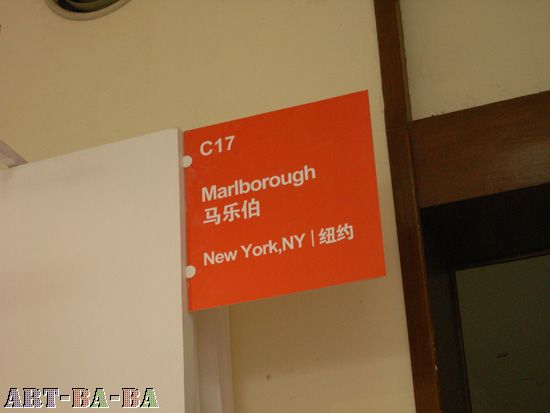 C17
Marlborough
马乐伯
New York,NY | 纽约
ART-BA-BA